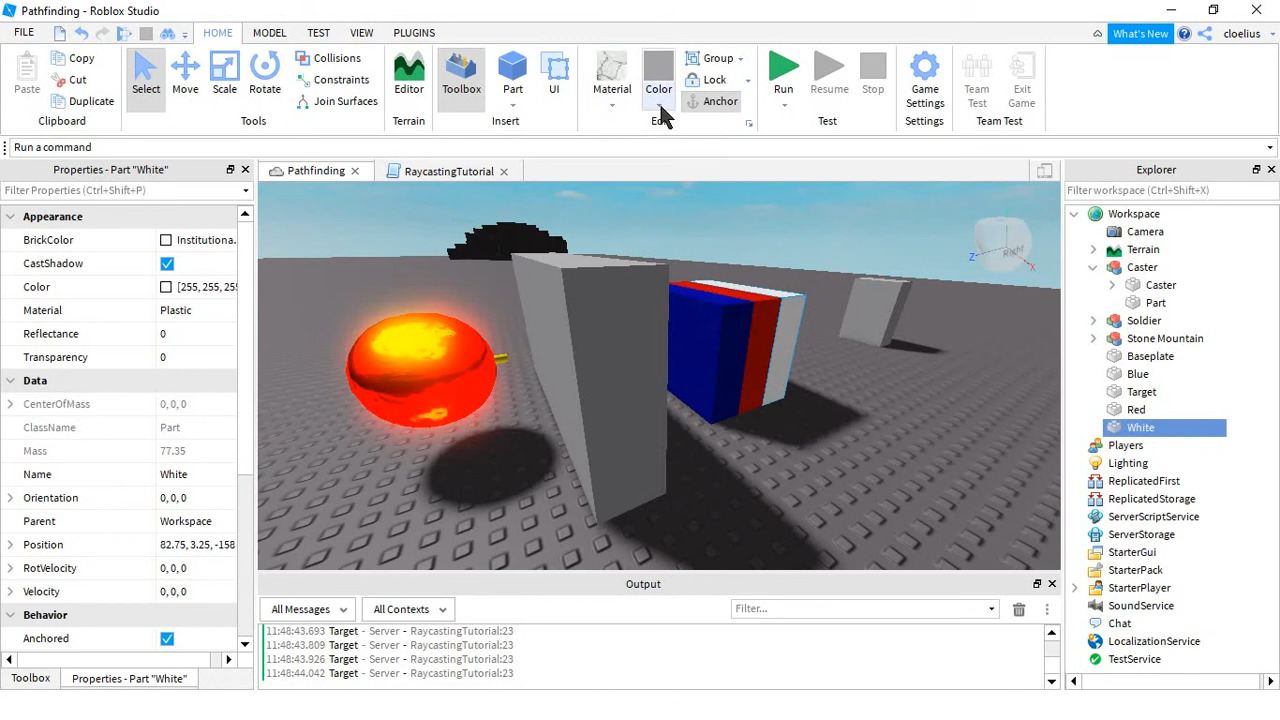 Pathfinding - Roblox Studio
FILE HOME MODEL TEST VIEW PLUGINS What's New cloelius
Paste Copy Cut Duplicate Clipboard
Select Move Scale Rotate Collisions Constraints Join Surfaces Tools
Editor Terrain
Toolbox Part UI Insert
Material Color Group Lock Anchor
Run Resume Stop Test
Game Settings Settings
Team Test Exit Game Team Test
Run a command
Properties - Part "White"
Filter Properties (Ctrl+Shift+P)
Appearance
BrickColor Instituona.
CastShadow
Color [255, 255, 25
Material Plastic
Reflectance 0
Transparency 0
Data
CenterOfMass 0, 0, 0
ClassName Part
Mass 77.35
Name White
Orientation 0, 0, 0
Parent Workspace
Position 82.75, 3.25, -158
RotVelocity 0, 0, 0
Velocity 0, 0, 0
Behavior
Anchored
Toolbox Properties - Part "White"
Pathfinding RaycastingTutorial
Right
Z X
Output
All Messages All Contexts Filter...
11:48:43.693 Target - Server - RaycastingTutorial:23
11:48:43.809 Target - Server - RaycastingTutorial:23
11:48:43.926 Target - Server - RaycastingTutorial:23
11:48:44.042 Target - Server - RaycastingTutorial:23
Explorer
Filter workspace (Ctrl+Shift+X)
Workspace
Camera
Terrain
Caster
Caster
Part
Soldier
Stone Mountain
Baseplate
Blue
Target
Red
White
Players
Lighting
ReplicatedFirst
ReplicatedStorage
ServerScriptService
ServerStorage
StarterGui
StarterPack
StarterPlayer
SoundService
Chat
LocalizationService
TestService